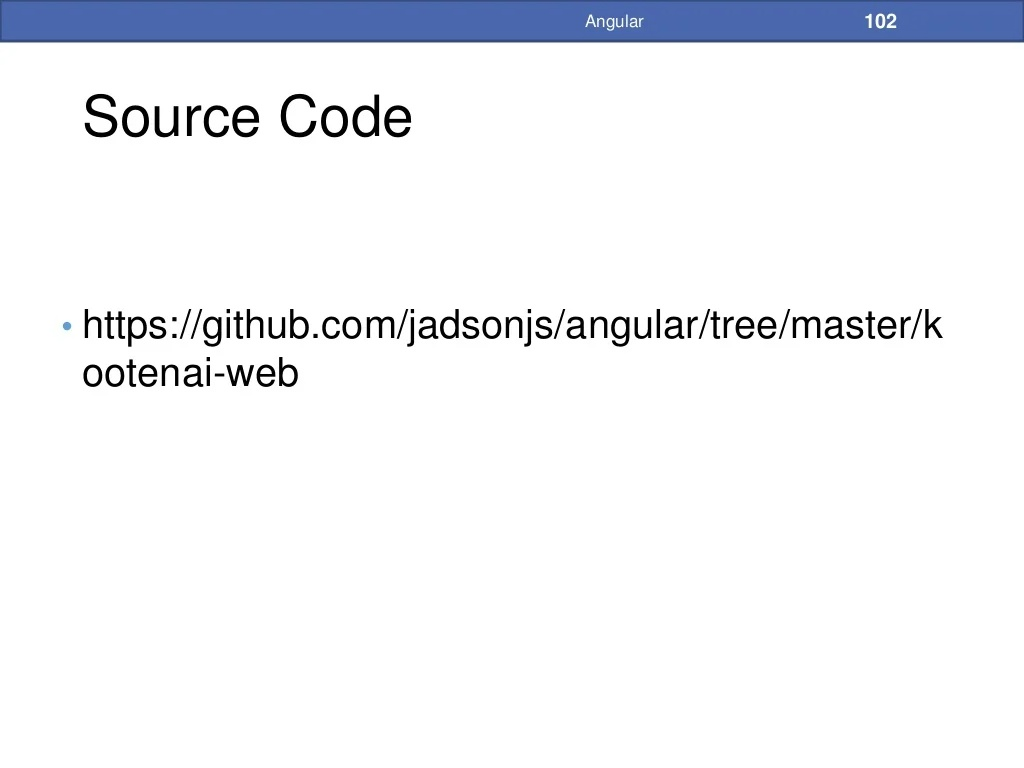 Angular 102
Source Code
• https://github.com/jadsonjs/angular/tree/master/k
ootenai-web